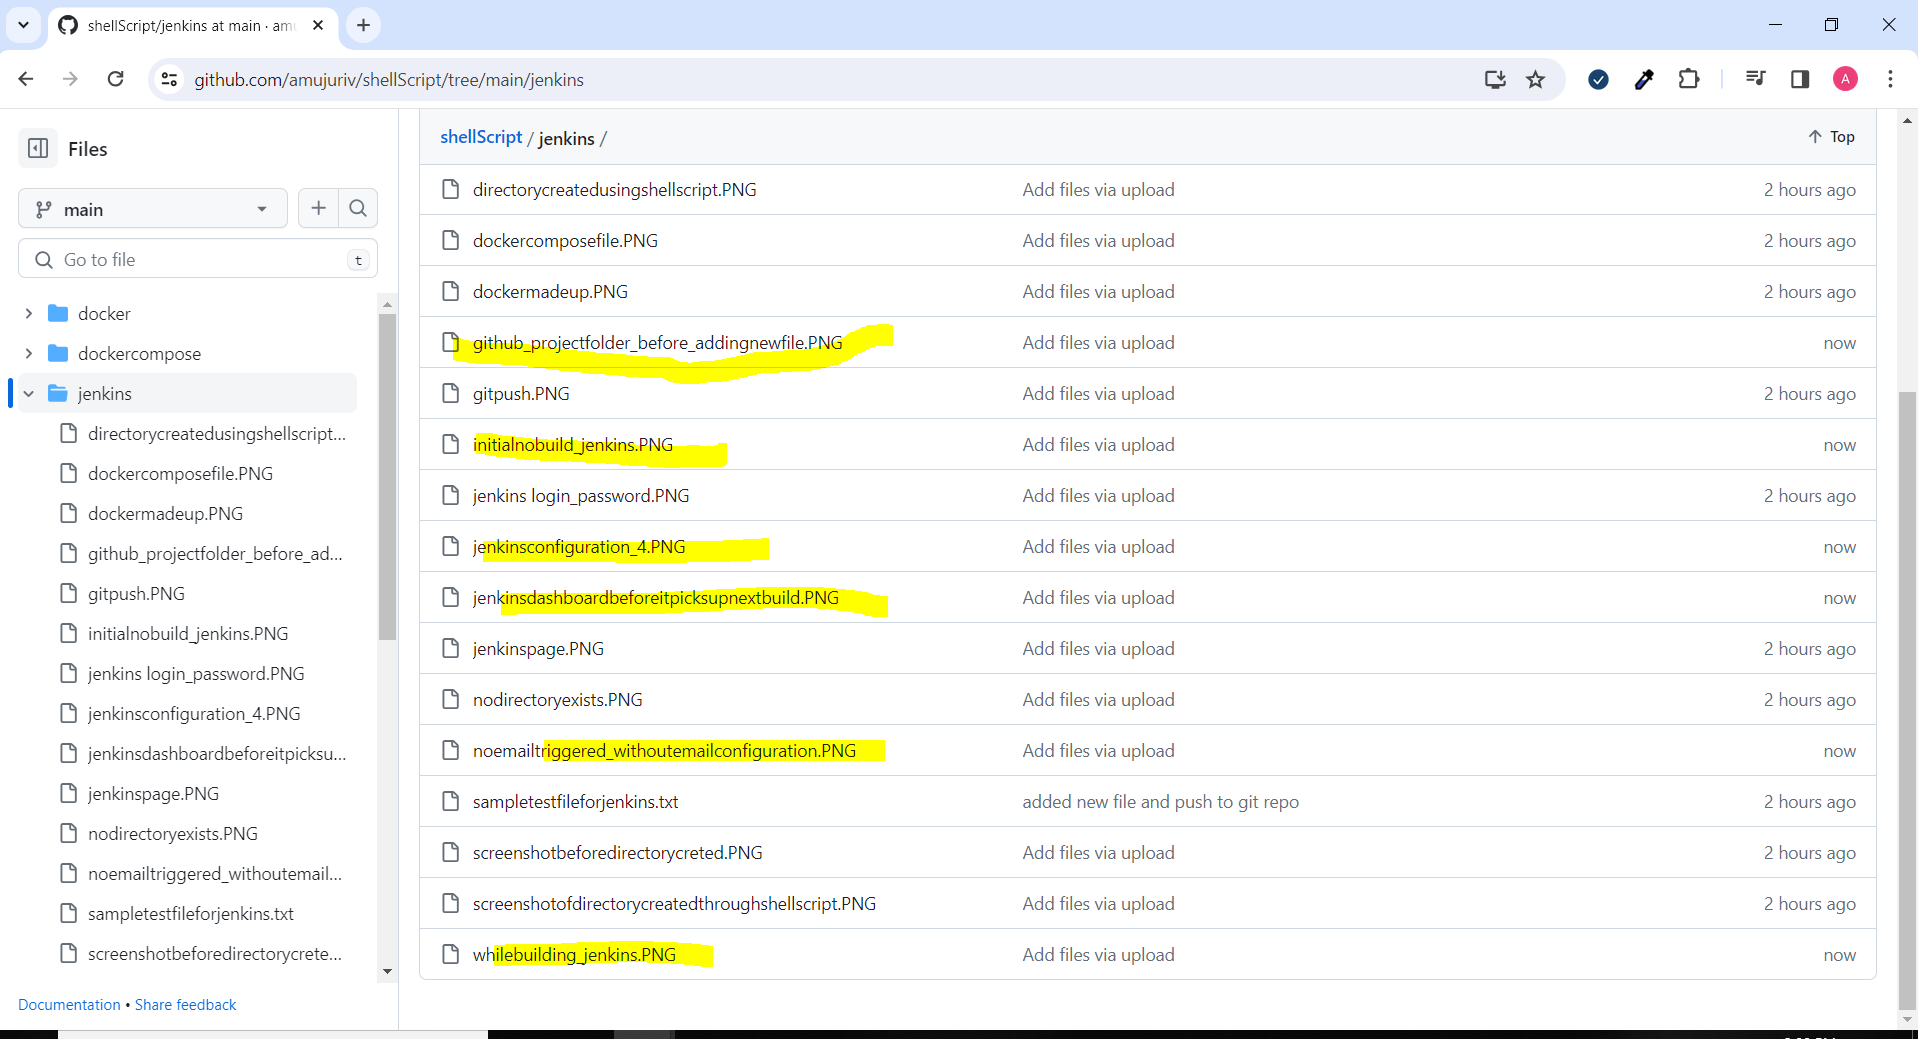 shellScript/jenkins at main · amu
github.com/amujuriv/shellScript/tree/main/jenkins
A
Files
main
Go to file
t
docker
dockercompose
jenkins
directorycreatedusingshellscript...
dockercomposefile.PNG
dockermadeup.PNG
github_projectfolder_before_ad...
gitpush.PNG
initialnobuild_jenkins.PNG
jenkins login_password.PNG
jenkinsconfiguration_4.PNG
jenkinsdashboardbeforeitpicksu...
jenkinspage.PNG
nodirectoryexists.PNG
noemailtriggered_withoutemail...
sampletestfileforjenkins.txt
screenshotbeforedirectorycrete...
Documentation • Share feedback
shellScript / jenkins /
Top
directorycreatedusingshellscript.PNG Add files via upload 2 hours ago
dockercomposefile.PNG Add files via upload 2 hours ago
dockermadeup.PNG Add files via upload 2 hours ago
github_projectfolder_before_addingnewfile.PNG Add files via upload now
gitpush.PNG Add files via upload 2 hours ago
initialnobuild_jenkins.PNG Add files via upload now
jenkins login_password.PNG Add files via upload 2 hours ago
jenkinsconfiguration_4.PNG Add files via upload now
jenkinsdashboardbeforeitpicksupnextbuild.PNG Add files via upload now
jenkinspage.PNG Add files via upload 2 hours ago
nodirectoryexists.PNG Add files via upload 2 hours ago
noemailtriggered_withoutemailconfiguration.PNG Add files via upload now
sampletestfileforjenkins.txt added new file and push to git repo 2 hours ago
screenshotbeforedirectorycreted.PNG Add files via upload 2 hours ago
screenshotofdirectorycreatedthroughshellscript.PNG Add files via upload 2 hours ago
whilebuilding_jenkins.PNG Add files via upload now